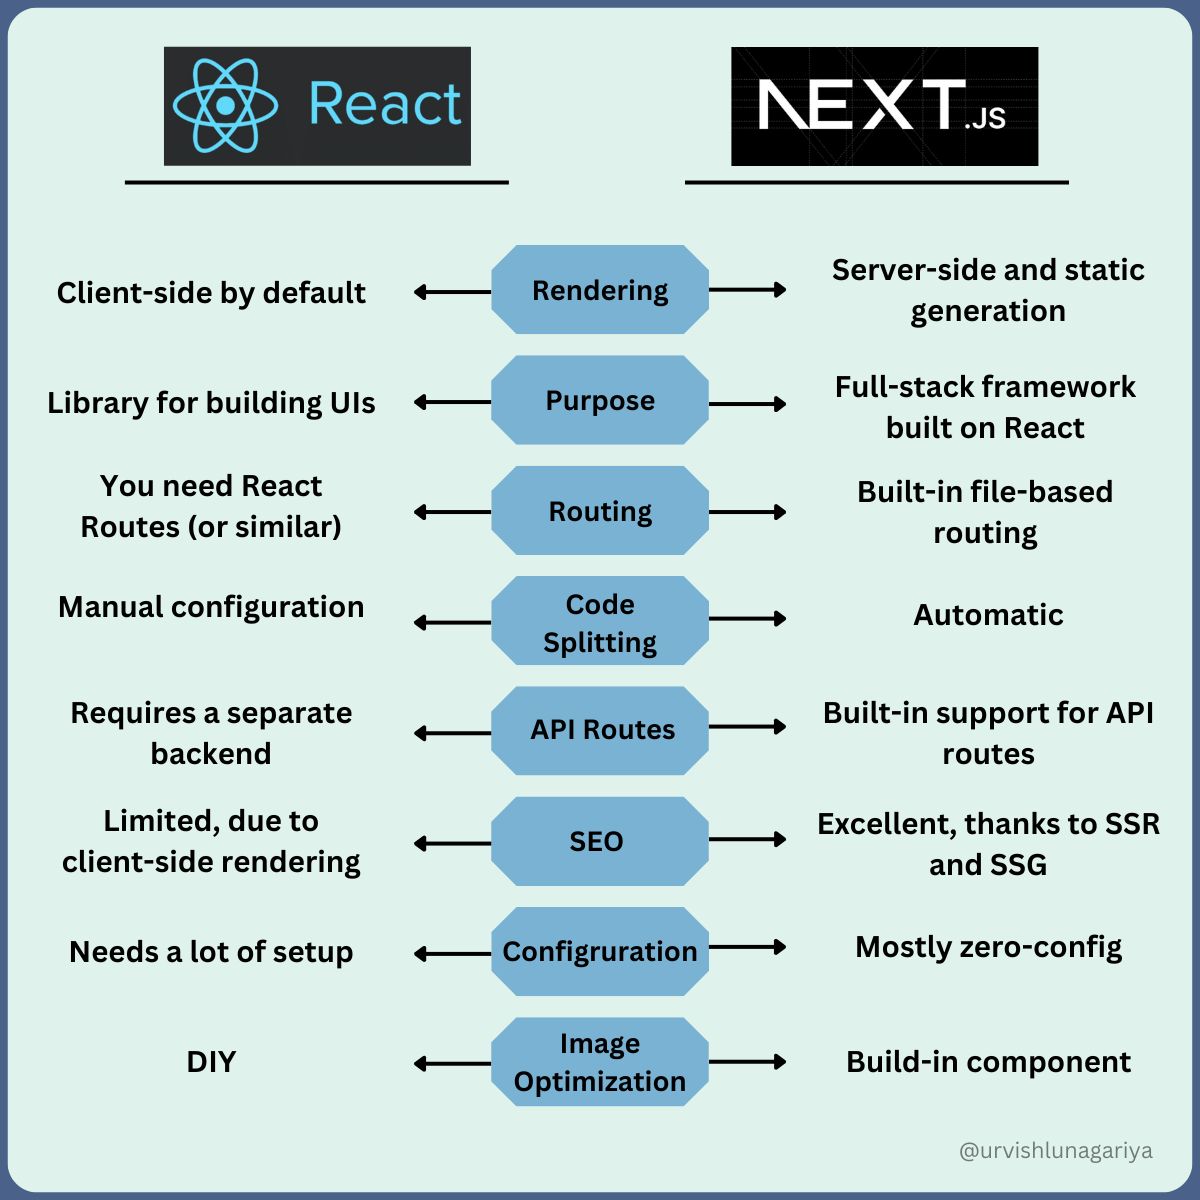 React
NEXT.JS
Client-side by default
Rendering
Server-side and static
generation
Library for building UIs
Purpose
Full-stack framework
built on React
You need React
Routes (or similar)
Routing
Built-in file-based
routing
Manual configuration
Code
Splitting
Automatic
Requires a separate
backend
API Routes
Built-in support for API
routes
Limited, due to
client-side rendering
SEO
Excellent, thanks to SSR
and SSG
Needs a lot of setup
Configruration
Mostly zero-config
DIY
Image
Optimization
Build-in component
@urvishlunagariya